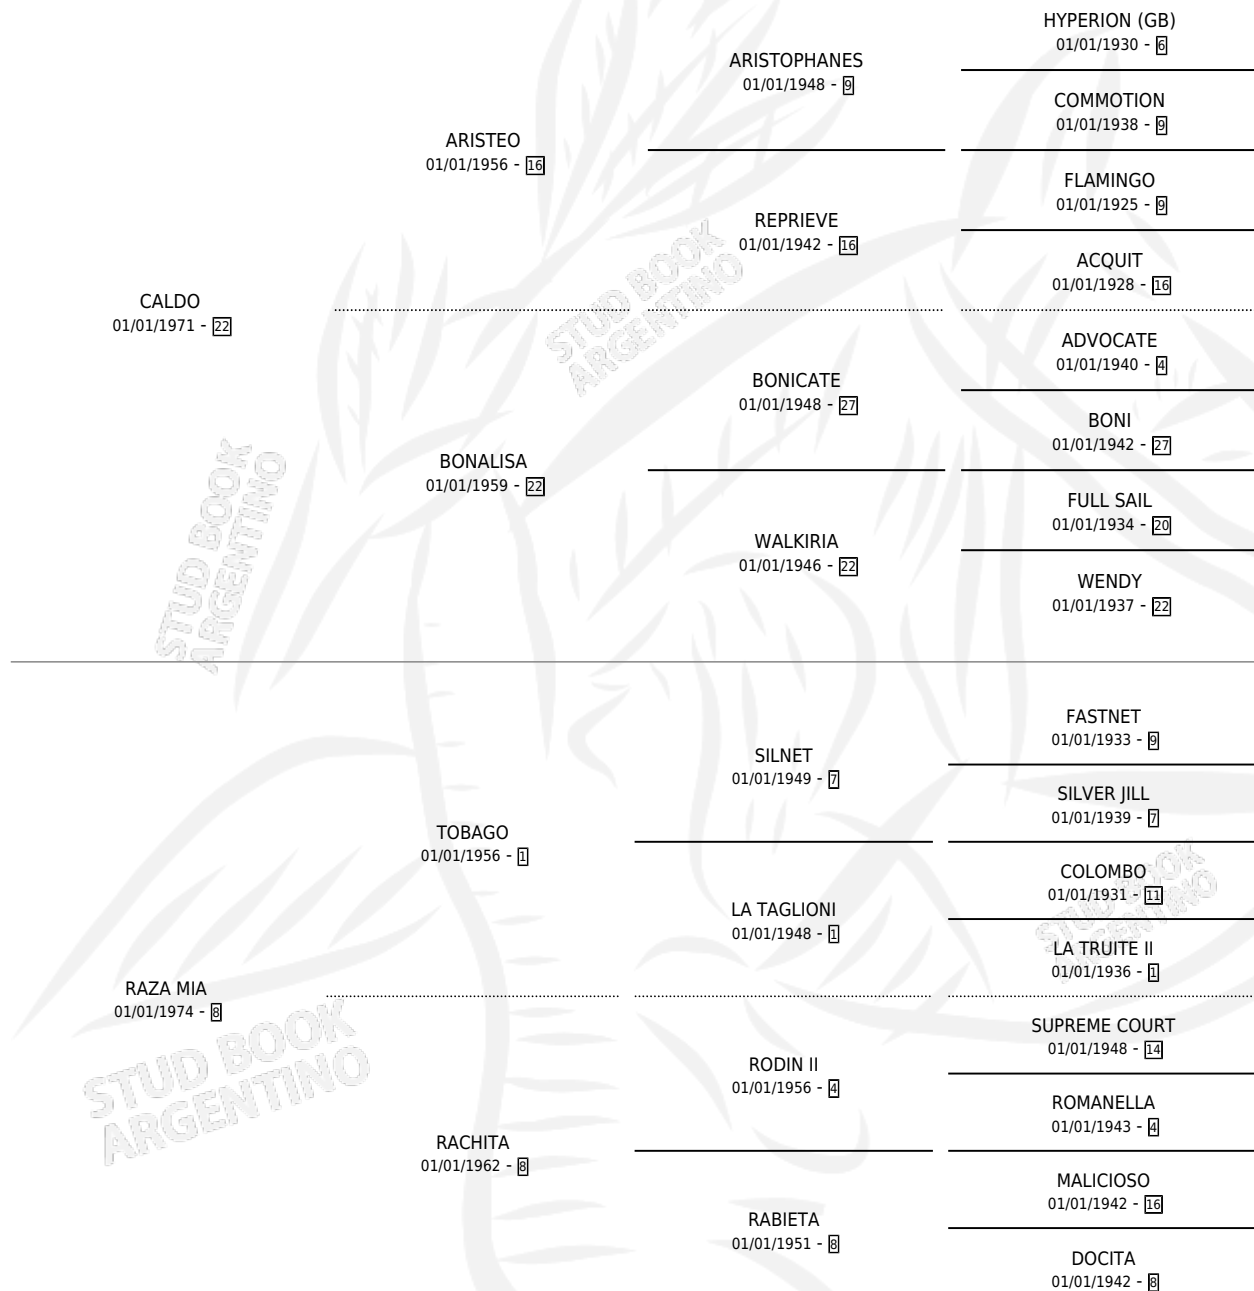 HYPERION (GB)
01/01/1930 - 6
ARISTOPHANES
01/01/1948 - 9
COMMOTION
01/01/1938 - 9
ARISTEO
01/01/1956 - 16
FLAMINGO
01/01/1925 - 9
REPRIEVE
01/01/1942 - 16
ACQUIT
01/01/1928 - 16
CALDO
01/01/1971 - 22
ADVOCATE
01/01/1940 - 4
BONICATE
01/01/1948 - 27
BONI
01/01/1942 - 27
BONALISA
01/01/1959 - 22
FULL SAIL
01/01/1934 - 20
WALKIRIA
01/01/1946 - 22
WENDY
01/01/1937 - 22
FASTNET
01/01/1933 - 9
SILNET
01/01/1949 - 7
SILVER JILL
01/01/1939 - 7
TOBAGO
01/01/1956 - 1
COLOMBO
01/01/1931 - 11
LA TAGLIONI
01/01/1948 - 1
LA TRUITE II
01/01/1936 - 1
RAZA MIA
01/01/1974 - 8
SUPREME COURT
01/01/1948 - 14
RODIN II
01/01/1956 - 4
ROMANELLA
01/01/1943 - 4
RACHITA
01/01/1962 - 8
MALICIOSO
01/01/1942 - 16
RABIETA
01/01/1951 - 8
DOCITA
01/01/1942 - 8
STUD BOOK
ARGENTINO
STUD BOOK
ARGENTINO
STUD BOOK
ARGENTINO
STUD BOOK
ARGENTINO